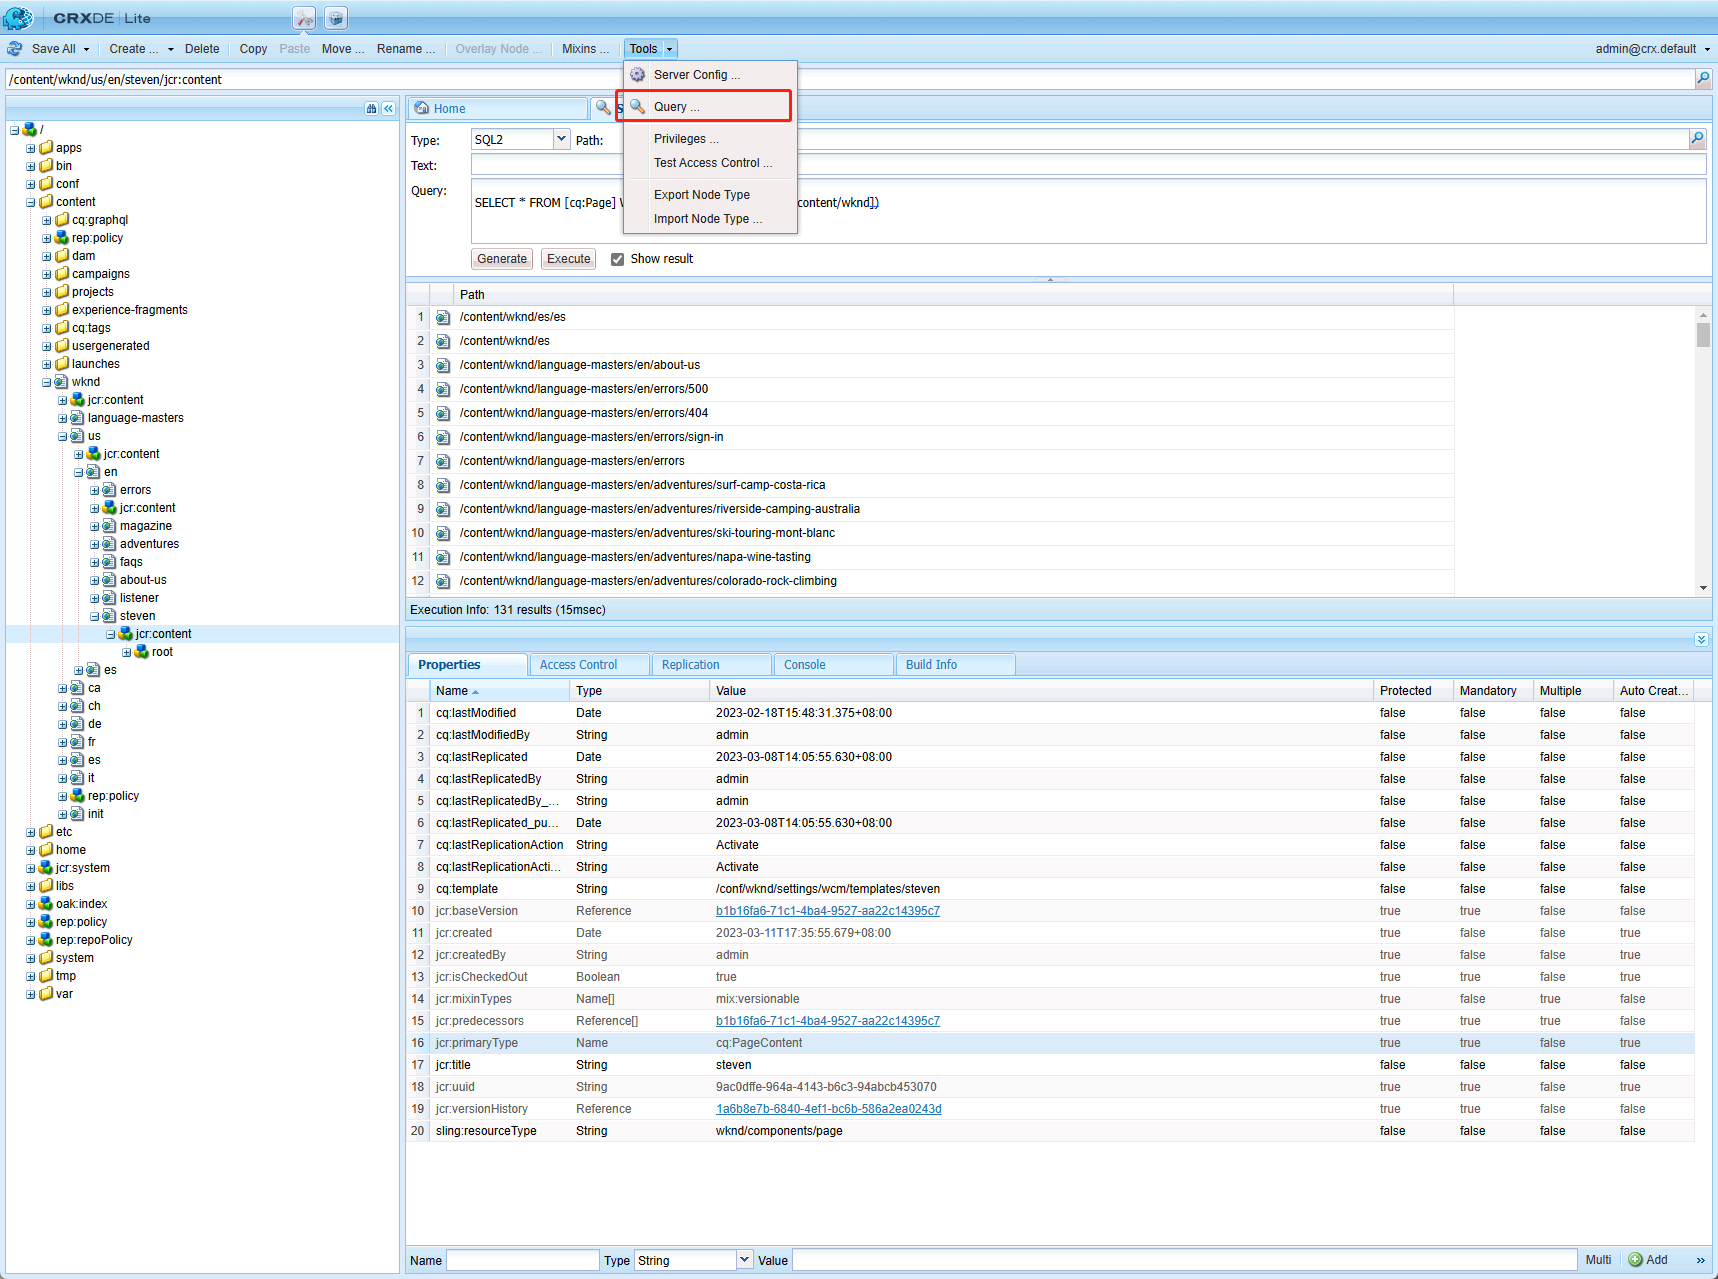 CRXDE | Lite
Save All Create ... Delete Copy Paste Move ... Rename ... Overlay Node ... Mixins ... Tools admin@crx.default
/content/wknd/us/en/steven/jcr:content
/
apps
bin
conf
content
cq:graphql
rep:policy
dam
campaigns
projects
experience-fragments
cq:tags
usergenerated
launches
wknd
jcr:content
language-masters
us
jcr:content
en
errors
jcr:content
magazine
adventures
faqs
about-us
listener
steven
jcr:content
root
es
ca
ch
de
fr
es
it
rep:policy
init
etc
home
jcr:system
libs
oak:index
rep:policy
rep:repoPolicy
system
tmp
var
Home S
Server Config ...
Query ...
Privileges ...
Test Access Control ...
Export Node Type
Import Node Type ...
Type: SQL2 Path:
Text:
Query:
SELECT * FROM [cq:Page] content/wknd])
Generate Execute Show result
Path
1 /content/wknd/es/es
2 /content/wknd/es
3 /content/wknd/language-masters/en/about-us
4 /content/wknd/language-masters/en/errors/500
5 /content/wknd/language-masters/en/errors/404
6 /content/wknd/language-masters/en/errors/sign-in
7 /content/wknd/language-masters/en/errors
8 /content/wknd/language-masters/en/adventures/surf-camp-costa-rica
9 /content/wknd/language-masters/en/adventures/riverside-camping-australia
10 /content/wknd/language-masters/en/adventures/ski-touring-mont-blanc
11 /content/wknd/language-masters/en/adventures/napa-wine-tasting
12 /content/wknd/language-masters/en/adventures/colorado-rock-climbing
Execution Info: 131 results (15msec)
Properties Access Control Replication Console Build Info
Name Type Value Protected Mandatory Multiple Auto Creat...
1 cq:lastModified Date 2023-02-18T15:48:31.375+08:00 false false false false
2 cq:lastModifiedBy String admin false false false false
3 cq:lastReplicated Date 2023-03-08T14:05:55.630+08:00 false false false false
4 cq:lastReplicatedBy String admin false false false false
5 cq:lastReplicatedBy_... String admin false false false false
6 cq:lastReplicated_pu... Date 2023-03-08T14:05:55.630+08:00 false false false false
7 cq:lastReplicationAction String Activate false false false false
8 cq:lastReplicationActi... String Activate false false false false
9 cq:template String /conf/wknd/settings/wcm/templates/steven false false false false
10 jcr:baseVersion Reference b1b16fa6-71c1-4ba4-9527-aa22c14395c7 true true false false
11 jcr:created Date 2023-03-11T17:35:55.679+08:00 true false false true
12 jcr:createdBy String admin true false false true
13 jcr:isCheckedOut Boolean true true true false true
14 jcr:mixinTypes Name[] mix:versionable true false true false
15 jcr:predecessors Reference[] b1b16fa6-71c1-4ba4-9527-aa22c14395c7 true true true false
16 jcr:primaryType Name cq:PageContent true true false true
17 jcr:title String steven false false false false
18 jcr:uuid String 9ac0dffe-964a-4143-b6c3-94abcb453070 true true false true
19 jcr:versionHistory Reference 1a6b8e7b-6840-4ef1-bc6b-586a2ea0243d true true false false
20 sling:resourceType String wknd/components/page false false false false
Name Type String Value Multi Add »